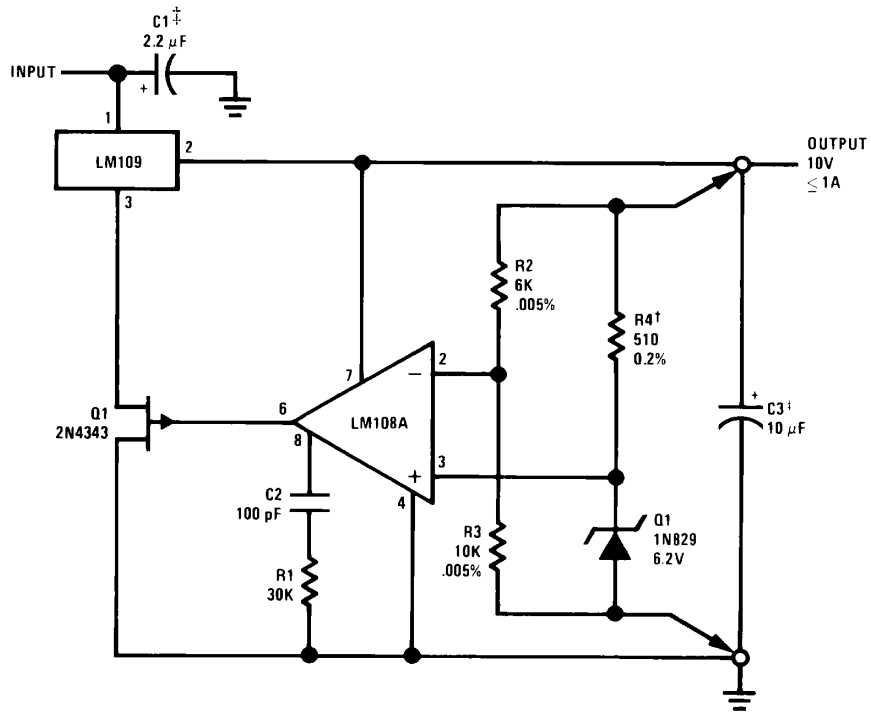 C1‡
2.2 μF
INPUT
+
1
LM109
2
3
OUTPUT
10V
≤ 1A
R2
6K
.005%
R4†
510
0.2%
7
2
−
Q1
2N4343
6
8
LM108A
+
C3‡
10 μF
3
+
4
C2
100 pF
R3
10K
.005%
Q1
1N829
6.2V
R1
30K